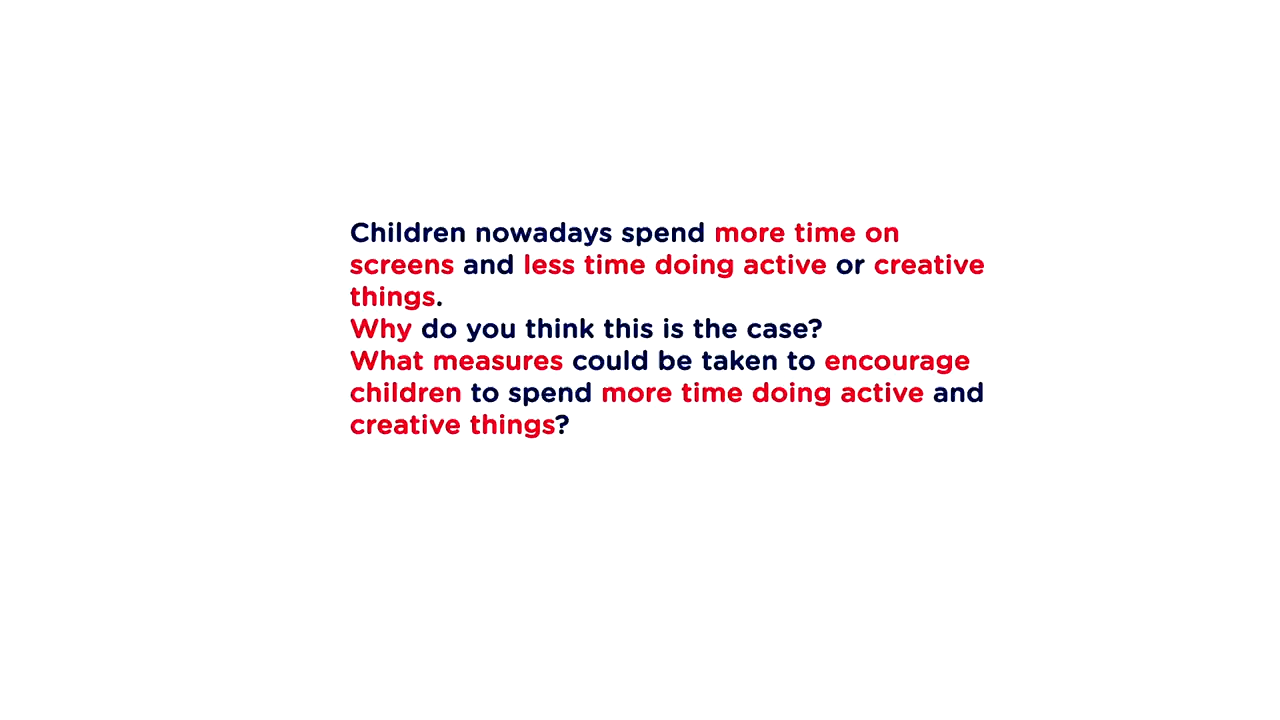 Children nowadays spend more time on
screens and less time doing active or creative
things.
Why do you think this is the case?
What measures could be taken to encourage
children to spend more time doing active and
creative things?